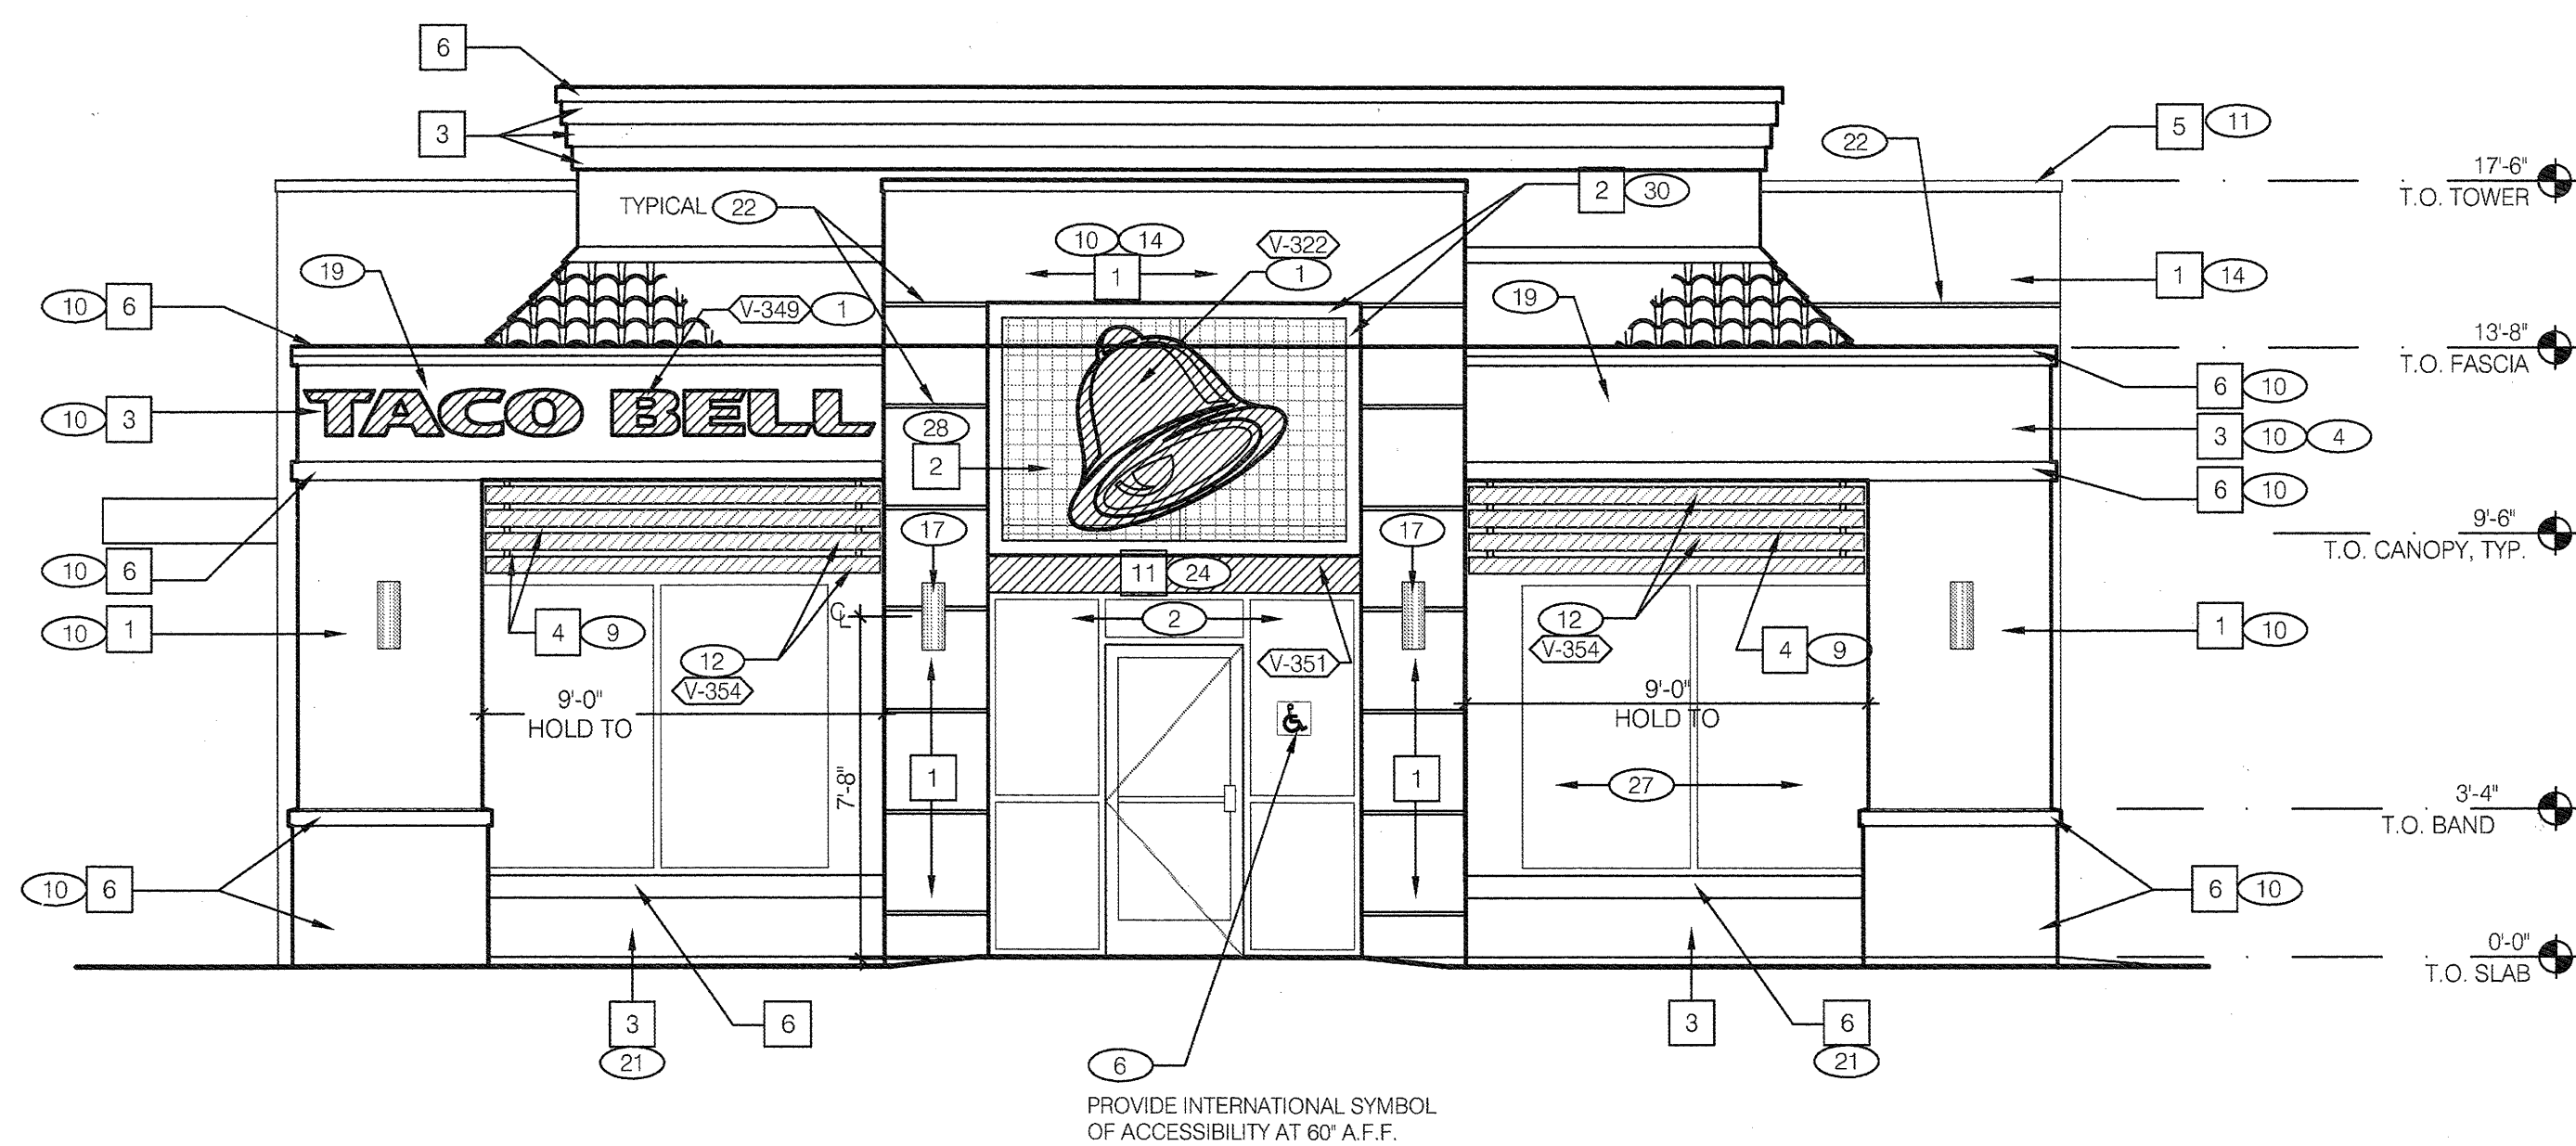 6
3
5 11
22
17'-6"
T.O. TOWER
2 30
TYPICAL 22
10 14
1
V-322
1
1 14
19
10 6
V-349 1
19
13'-8"
T.O. FASCIA
6 10
TACO BELL
10 3
3 10 4
28
2
6 10
9'-6"
T.O. CANOPY, TYP.
17
17
10 6
11 24
10 1
4 9
CL
2
12
V-354
4 9
1 10
12
V-354
V-351
9'-0"
HOLD TO
9'-0"
HOLD TO
7'-8"
1
1
27
3'-4"
T.O. BAND
10 6
6 10
0'-0"
T.O. SLAB
3
21
6
3
6
21
6
PROVIDE INTERNATIONAL SYMBOL
OF ACCESSIBILITY AT 60" A.F.F.